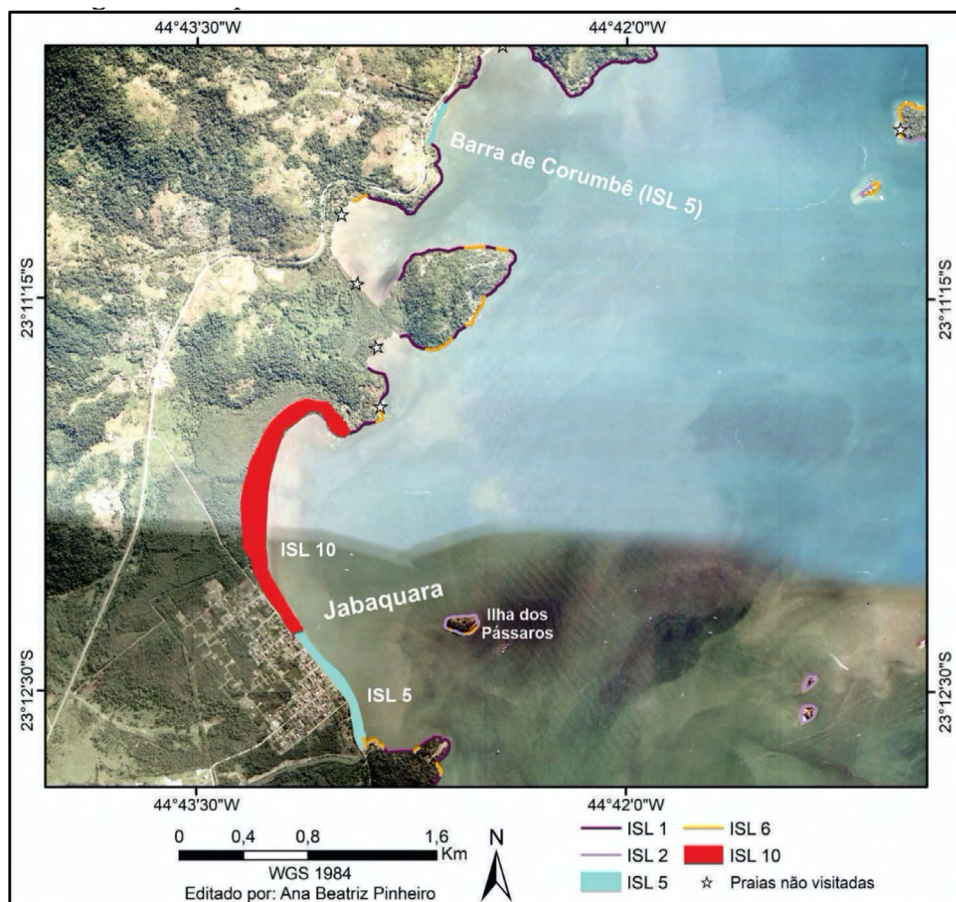 44°43'30"W
44°42'0"W
Barra de Corumbê (ISL 5)
23°11'15"S
23°11'15"S
ISL 10
Jabaquara
Ilha dos
Pássaros
ISL 5
23°12'30"S
23°12'30"S
44°43'30"W
44°42'0"W
0 0,4 0,8 1,6
Km
WGS 1984
Editado por: Ana Beatriz Pinheiro
N
ISL 1
ISL 2
ISL 5
ISL 6
ISL 10
Praias não visitadas